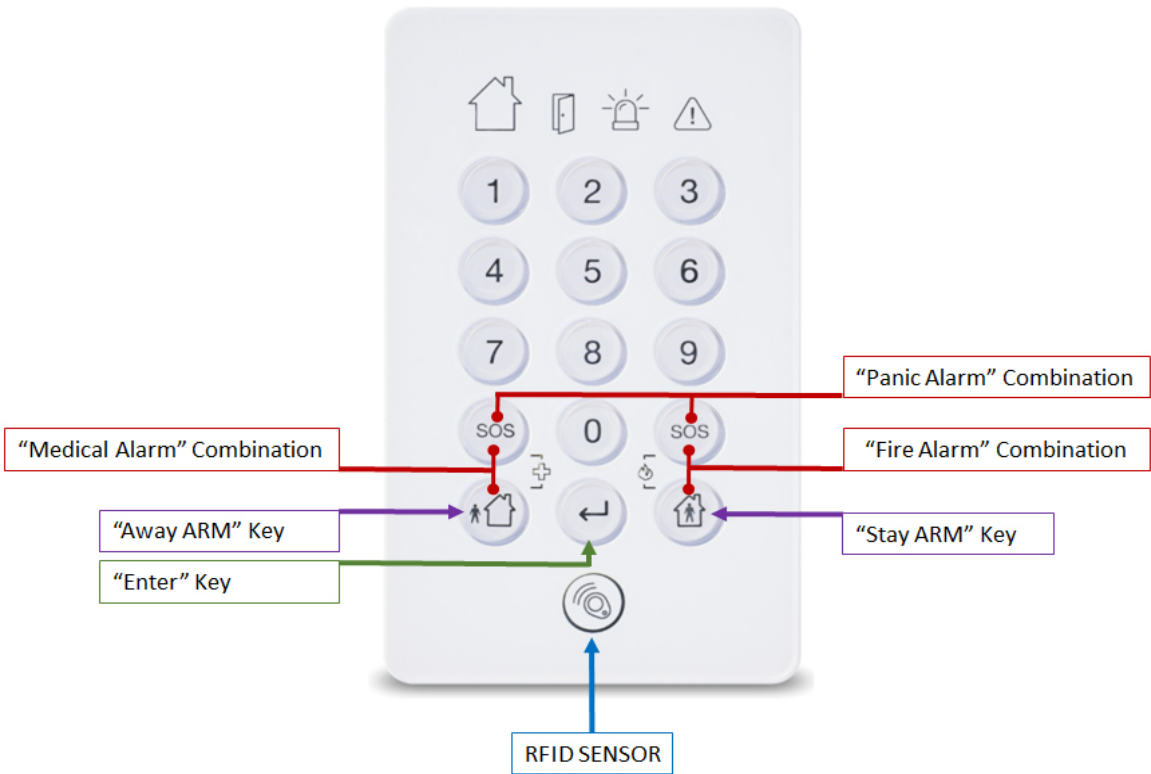 1 2 3
4 5 6
7 8 9
“Panic Alarm” Combination
SOS 0 SOS
“Medical Alarm” Combination
“Fire Alarm” Combination
“Away ARM” Key
“Stay ARM” Key
“Enter” Key
RFID SENSOR